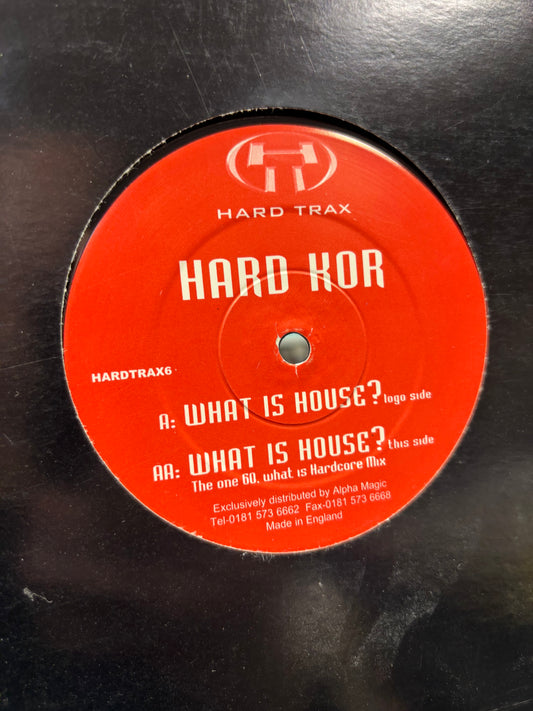 HARD TRAX
HARD KOR
HARDTRAX6
A: WHAT IS HOUSE? logo side
AA: WHAT IS HOUSE? this side
The one 60, what is Hardcore Mix
Exclusively distributed by Alpha Magic
Tel-0181 573 6662 Fax-0181 573 6668
Made in England